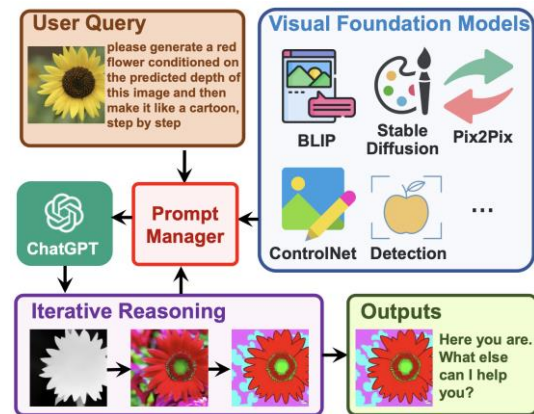 User Query
please generate a red
flower conditioned on
the predicted depth of
this image and then
make it like a cartoon,
step by step
Visual Foundation Models
BLIP
Stable
Diffusion
Pix2Pix
ControlNet
Detection
...
ChatGPT
Prompt
Manager
Iterative Reasoning
Outputs
Here you are.
What else
can I help
you?